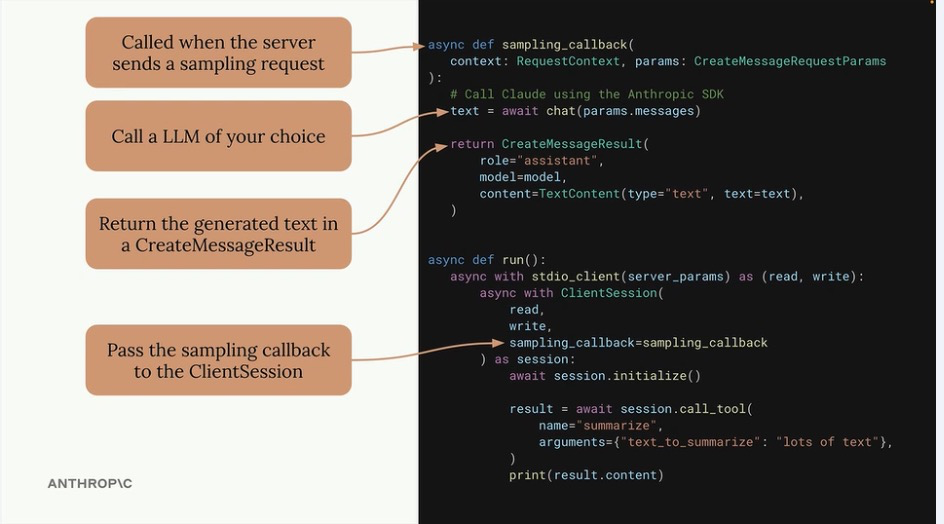 Called when the server
sends a sampling request
Call a LLM of your choice
Return the generated text in
a CreateMessageResult
Pass the sampling callback
to the ClientSession
ANTHROP\C
async def sampling_callback(
    context: RequestContext, params: CreateMessageRequestParams
):
    # Call Claude using the Anthropic SDK
    text = await chat(params.messages)

    return CreateMessageResult(
        role="assistant",
        model=model,
        content=TextContent(type="text", text=text),
    )

async def run():
    async with stdio_client(server_params) as (read, write):
        async with ClientSession(
            read,
            write,
            sampling_callback=sampling_callback
        ) as session:
            await session.initialize()

            result = await session.call_tool(
                name="summarize",
                arguments={"text_to_summarize": "lots of text"},
            )
            print(result.content)